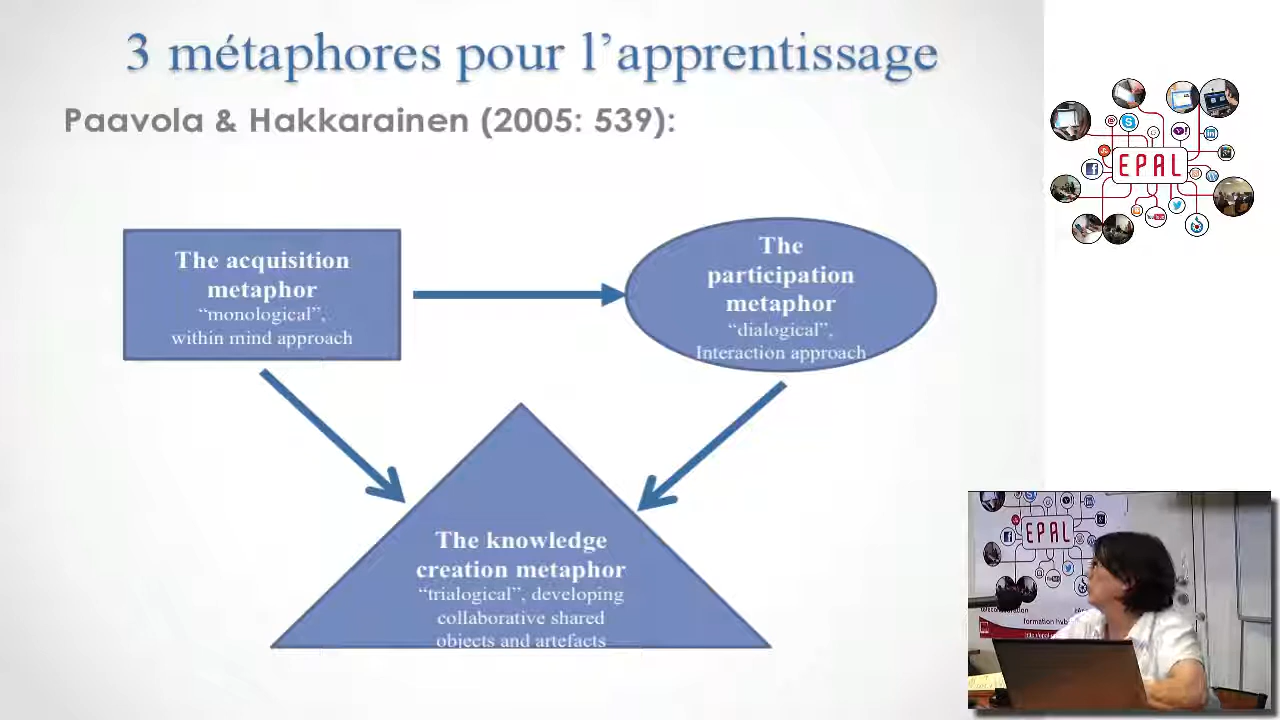 3 métaphores pour l’apprentissage
Paavola & Hakkarainen (2005: 539):
The acquisition
metaphor
“monological”,
within mind approach
The
participation
metaphor
“dialogical”,
Interaction approach
The knowledge
creation metaphor
“trialogical”, developing
collaborative shared
objects and artefacts
EPAL
EPAL
formation hyb